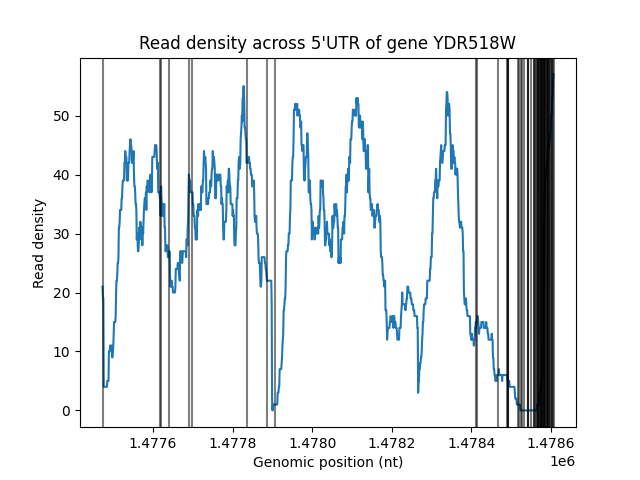 Read density across 5'UTR of gene YDR518W
Read density
50
40
30
20
10
0
1.4776 1.4778 1.4780 1.4782 1.4784 1.4786
1e6
Genomic position (nt)